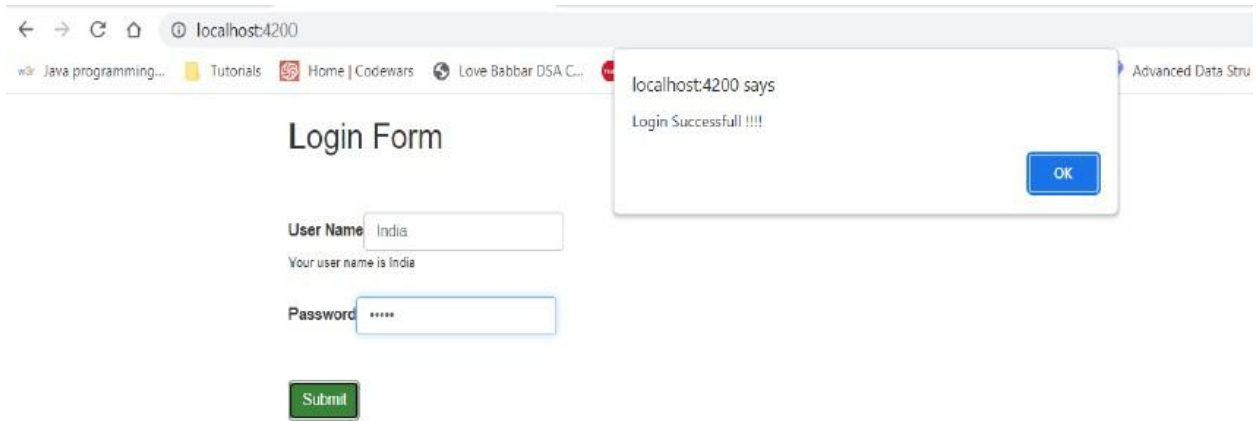 localhost:4200
w3r Java programming... Tutorials Home | Codewars Love Babbar DSA C... Advanced Data Stru
localhost:4200 says
Login Successfull !!!!
OK
Login Form
User Name India
Your user name is India
Password •••••
Submit